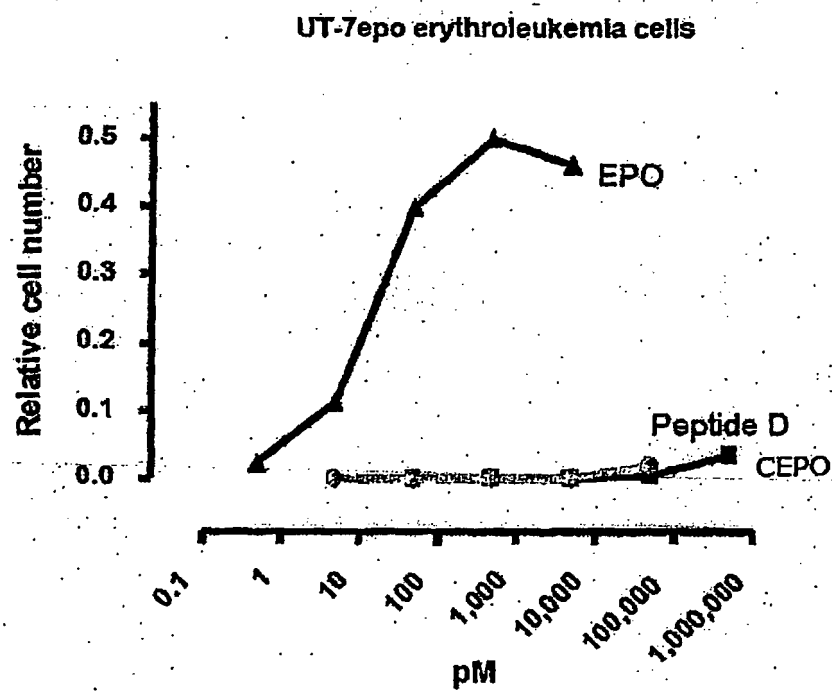 UT-7epo erythroleukemia cells
Relative cell number
0.5
0.4
0.3
0.2
0.1
0.0
EPO
Peptide D
CEPO
0.1
1
10
100
1,000
10,000
100,000
1,000,000
pM